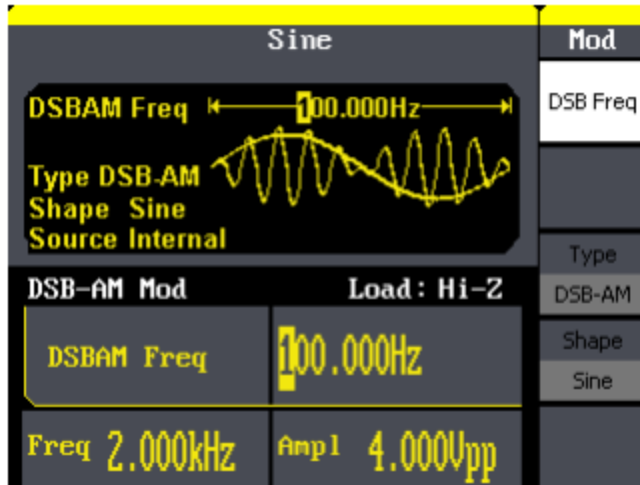 Sine
Mod
DSBAM Freq 100.000Hz
DSB Freq
Type DSB-AM
Shape Sine
Source Internal
Type
DSB-AM Mod Load: Hi-Z
DSB-AM
DSBAM Freq 100.000Hz
Shape
Sine
Freq 2.000kHz Ampl 4.000Vpp